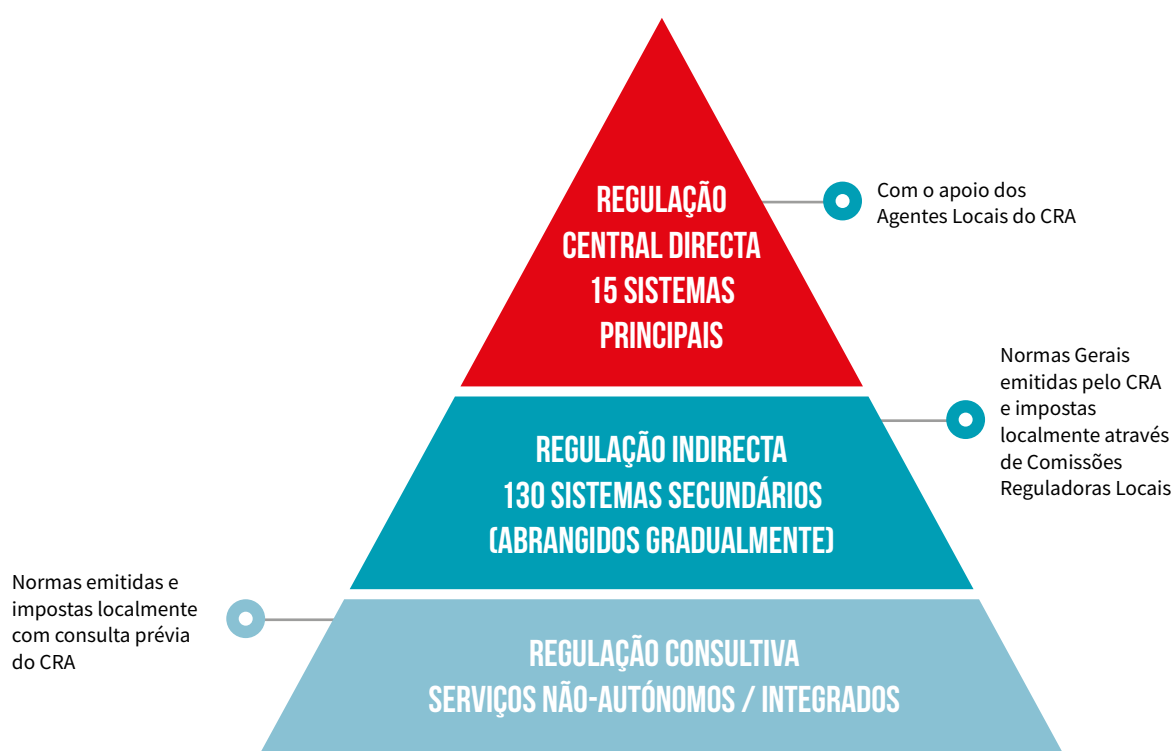 REGULAÇÃO
CENTRAL DIRECTA
15 SISTEMAS
PRINCIPAIS
Com o apoio dos
Agentes Locais do CRA
REGULAÇÃO INDIRECTA
130 SISTEMAS SECUNDÁRIOS
(ABRANGIDOS GRADUALMENTE)
Normas Gerais
emitidas pelo CRA
e impostas
localmente através
de Comissões
Reguladoras Locais
Normas emitidas e
impostas localmente
com consulta prévia
do CRA
REGULAÇÃO CONSULTIVA
SERVIÇOS NÃO-AUTÓNOMOS / INTEGRADOS